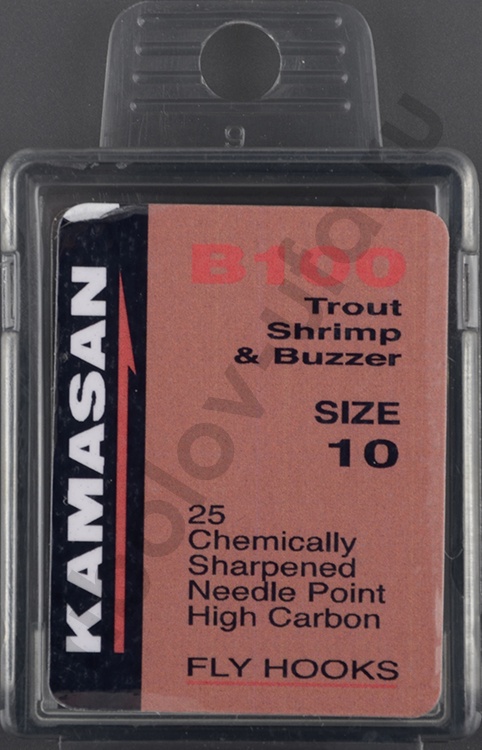 B100
Trout
Shrimp
& Buzzer
SIZE
10
25
Chemically
Sharpened
Needle Point
High Carbon
FLY HOOKS
KAMASAN